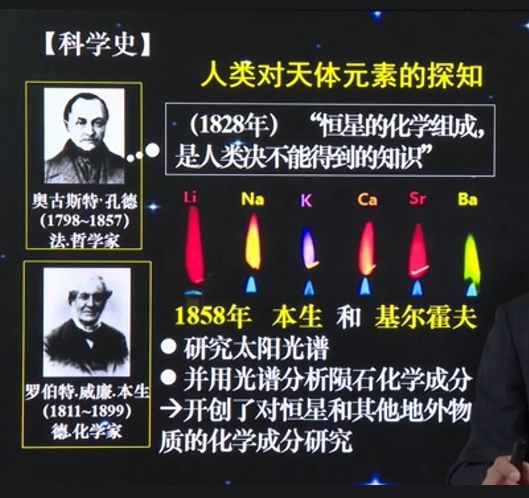 【科学史】
人类对天体元素的探知
(1828年) “恒星的化学组成,
是人类决不能得到的知识”
奥古斯特·孔德
(1798~1857)
法.哲学家
Li Na K Ca Sr Ba
1858年 本生 和 基尔霍夫
罗伯特.威廉.本生
(1811~1899)
德.化学家
● 研究太阳光谱
● 并用光谱分析陨石化学成分
→开创了对恒星和其他地外物
质的化学成分研究